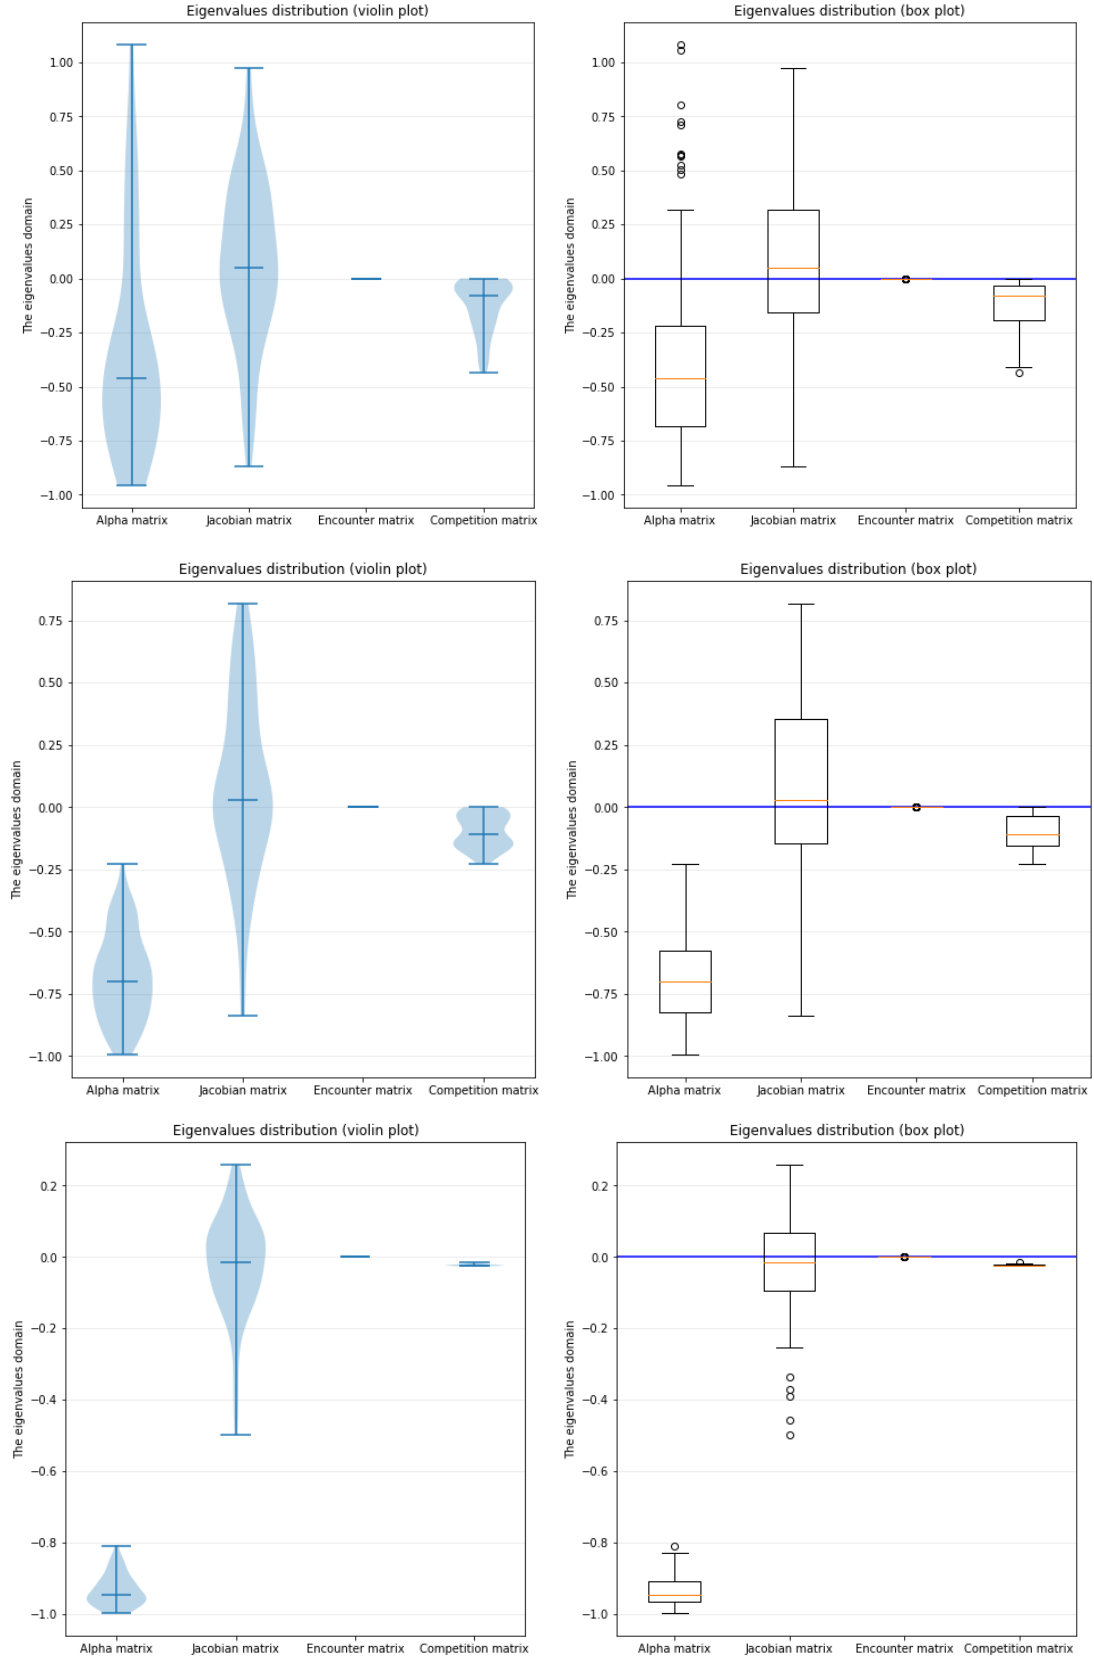 Eigenvalues distribution (violin plot)
The eigenvalues domain
1.00
0.75
0.50
0.25
0.00
−0.25
−0.50
−0.75
−1.00
Alpha matrix Jacobian matrix Encounter matrix Competition matrix
Eigenvalues distribution (box plot)
The eigenvalues domain
1.00
0.75
0.50
0.25
0.00
−0.25
−0.50
−0.75
−1.00
Alpha matrix Jacobian matrix Encounter matrix Competition matrix
Eigenvalues distribution (violin plot)
The eigenvalues domain
0.75
0.50
0.25
0.00
−0.25
−0.50
−0.75
−1.00
Alpha matrix Jacobian matrix Encounter matrix Competition matrix
Eigenvalues distribution (box plot)
The eigenvalues domain
0.75
0.50
0.25
0.00
−0.25
−0.50
−0.75
−1.00
Alpha matrix Jacobian matrix Encounter matrix Competition matrix
Eigenvalues distribution (violin plot)
The eigenvalues domain
0.2
0.0
−0.2
−0.4
−0.6
−0.8
−1.0
Alpha matrix Jacobian matrix Encounter matrix Competition matrix
Eigenvalues distribution (box plot)
The eigenvalues domain
0.2
0.0
−0.2
−0.4
−0.6
−0.8
−1.0
Alpha matrix Jacobian matrix Encounter matrix Competition matrix